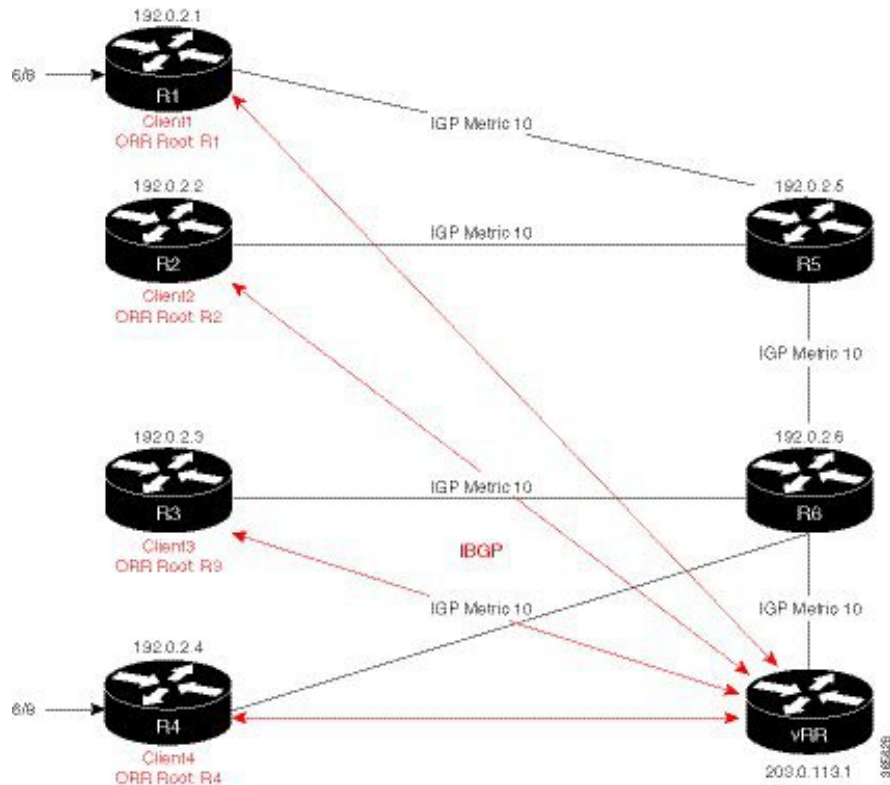 192.0.2.1
6/8
R1
Client1
ORR Root R1
IGP Metric 10
192.0.2.2
192.0.2.5
R2
IGP Metric 10
R5
Client2
ORR Root R2
IGP Metric 10
192.0.2.3
192.0.2.6
R3
IGP Metric 10
R6
Client3
ORR Root R3
IBGP
IGP Metric 10
IGP Metric 10
192.0.2.4
6/8
R4
vRR
Client4
ORR Root R4
203.0.113.1